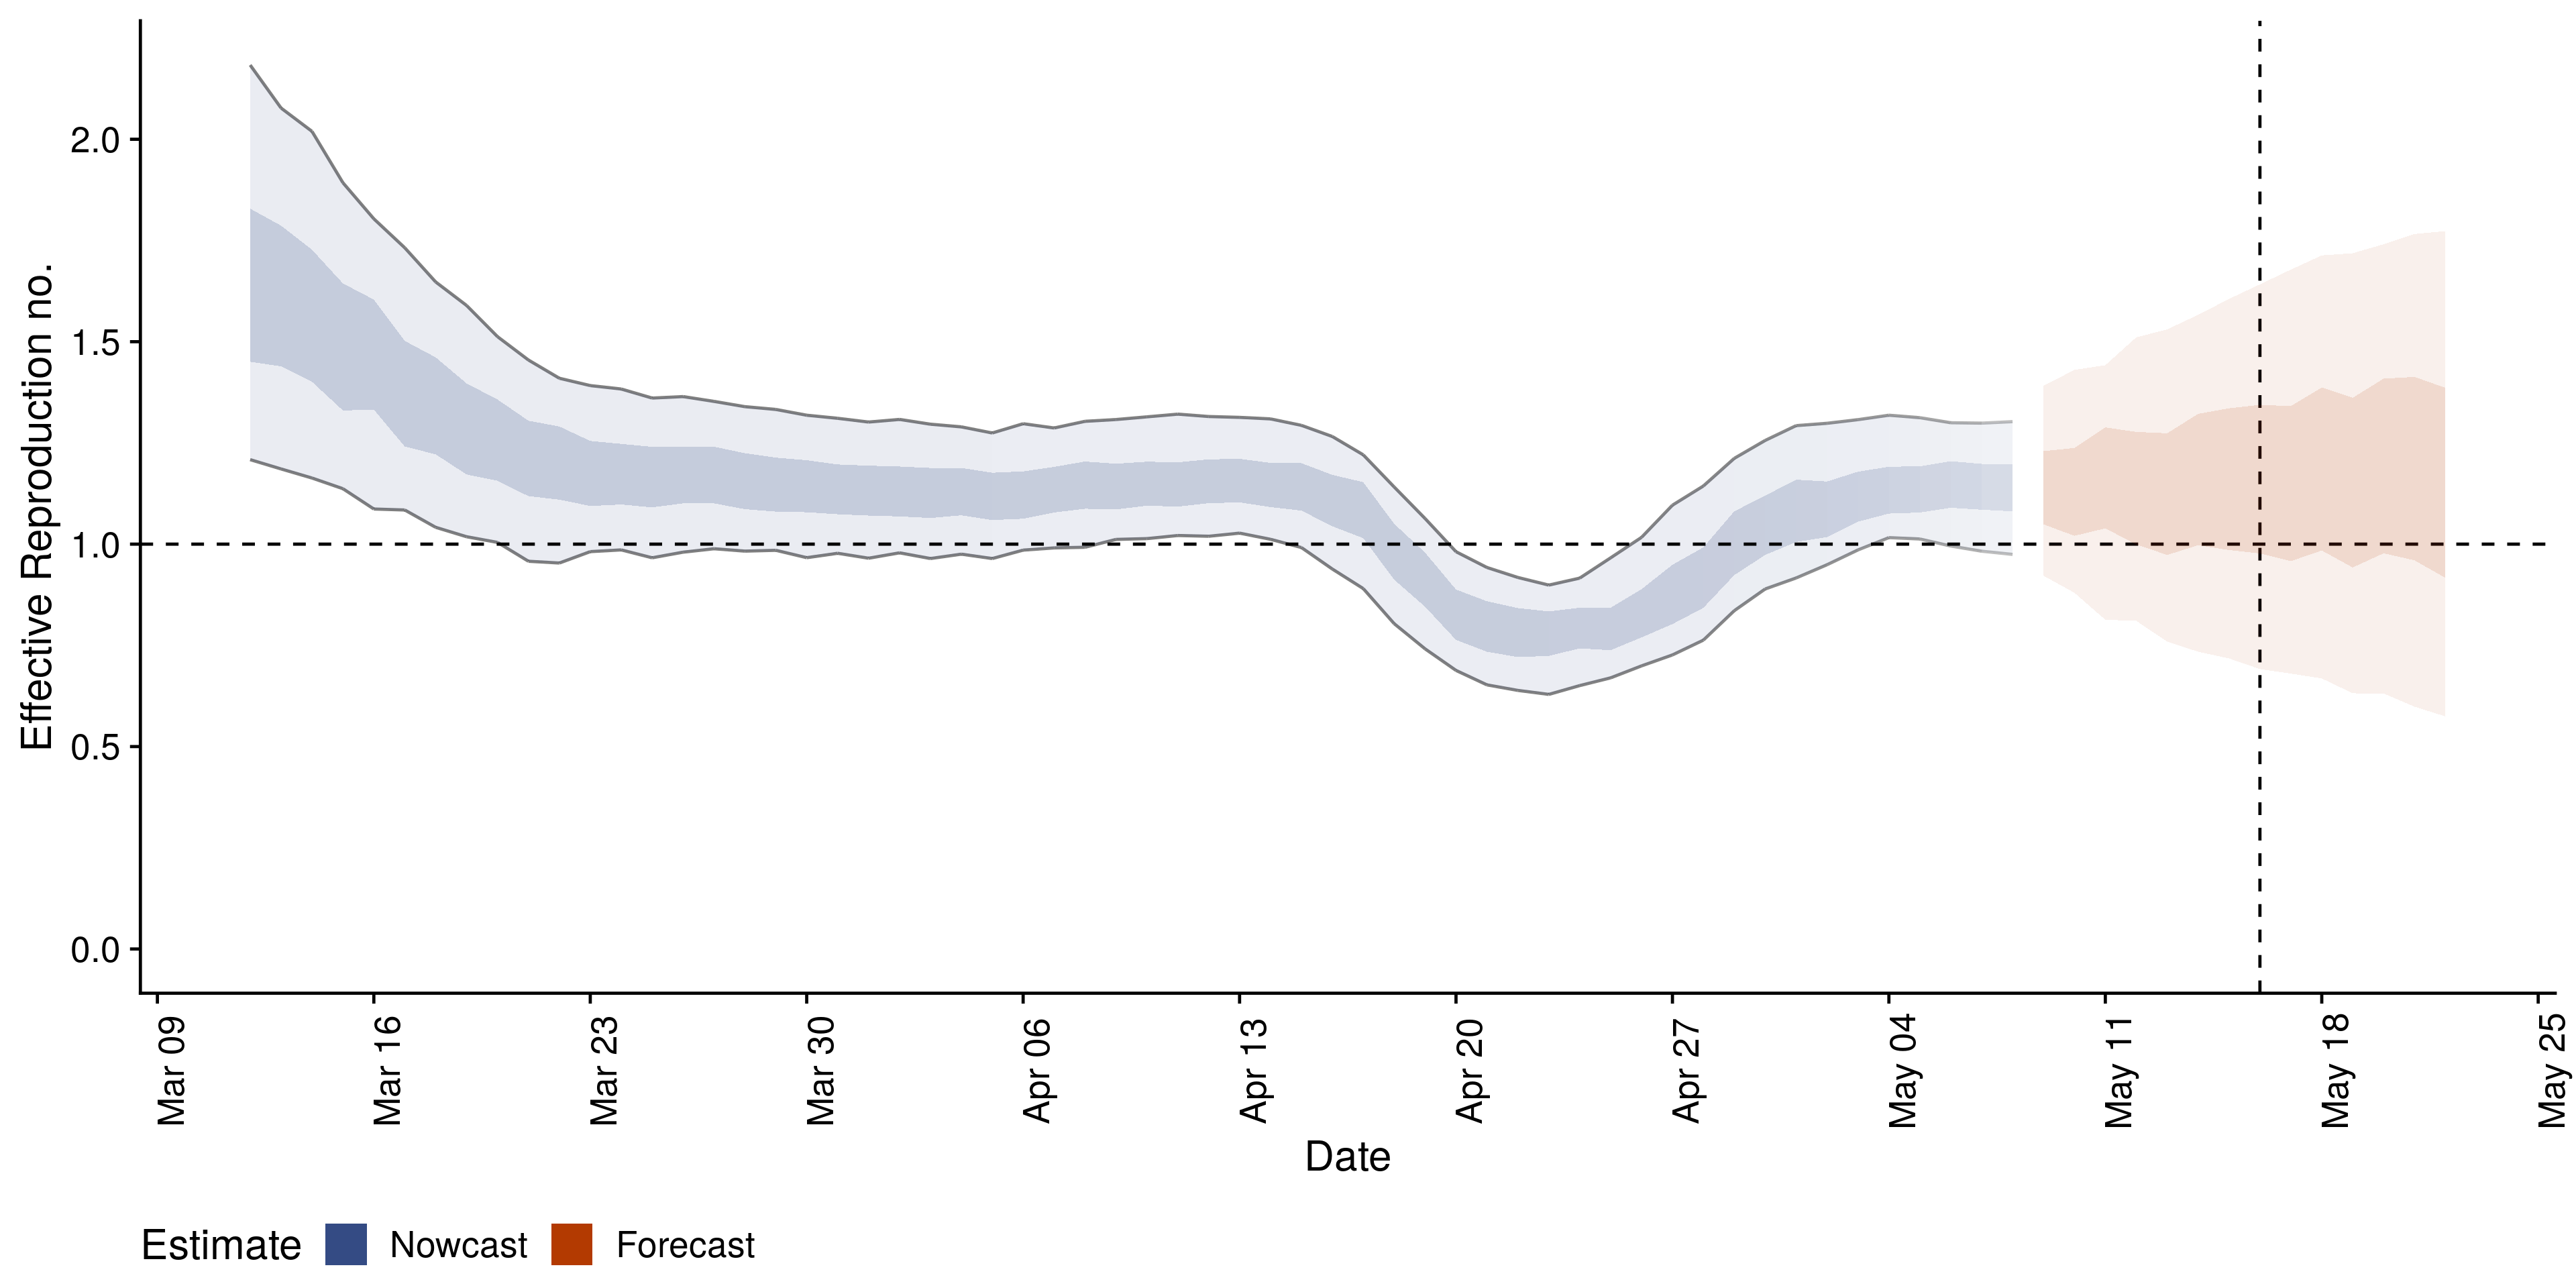 Effective Reproduction no.
2.0
1.5
1.0
0.5
0.0
Mar 09
Mar 16
Mar 23
Mar 30
Apr 06
Apr 13
Apr 20
Apr 27
May 04
May 11
May 18
May 25
Date
Estimate Nowcast Forecast